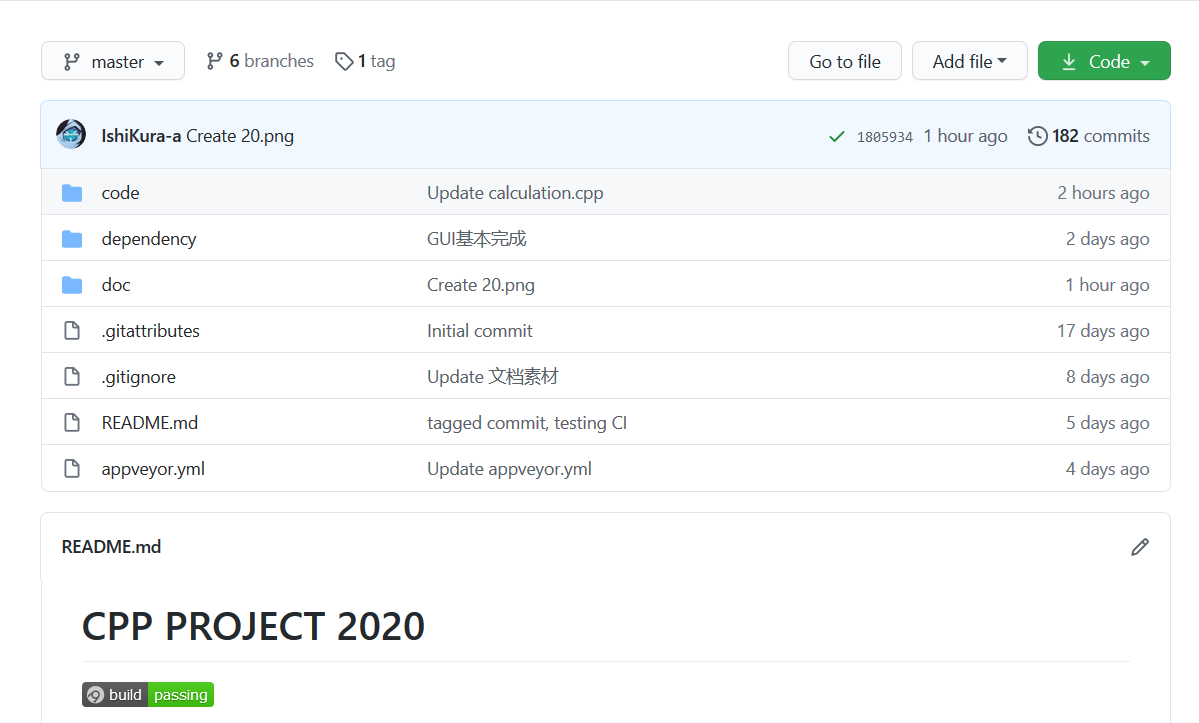 master 6 branches 1 tag Go to file Add file Code
IshiKura-a Create 20.png 1805934 1 hour ago 182 commits
code Update calculation.cpp 2 hours ago
dependency GUI基本完成 2 days ago
doc Create 20.png 1 hour ago
.gitattributes Initial commit 17 days ago
.gitignore Update 文档素材 8 days ago
README.md tagged commit, testing CI 5 days ago
appveyor.yml Update appveyor.yml 4 days ago
README.md
CPP PROJECT 2020
build passing